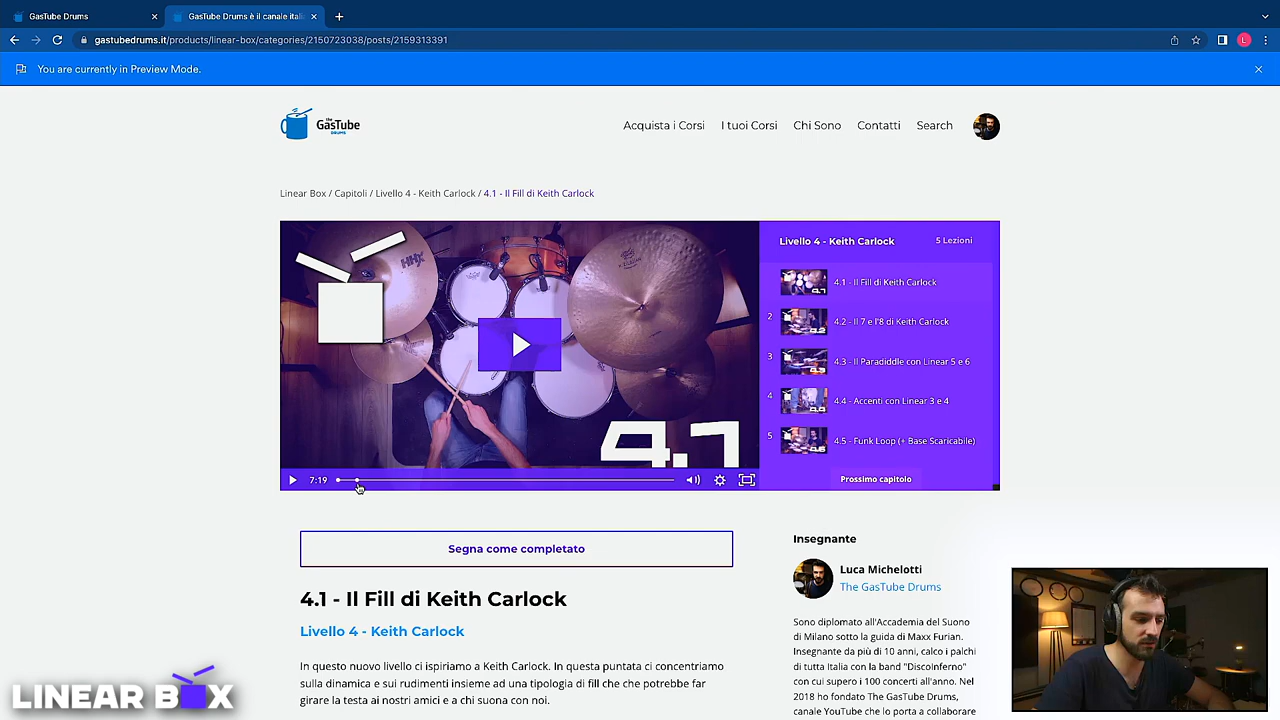 GasTube Drums
GasTube Drums è il canale itali
gastubedrums.it/products/linear-box/categories/2150723038/posts/2159313391
L
You are currently in Preview Mode.
the
GasTube
DRUMS
Acquista i Corsi
I tuoi Corsi
Chi Sono
Contatti
Search
Linear Box / Capitoli / Livello 4 - Keith Carlock / 4.1 - Il Fill di Keith Carlock
HHX
4.1
7:19
Livello 4 - Keith Carlock
5 Lezioni
4.1 - Il Fill di Keith Carlock
2
4.2 - Il 7 e l'8 di Keith Carlock
3
4.3 - Il Paradiddle con Linear 5 e 6
4
4.4 - Accenti con Linear 3 e 4
5
4.5 - Funk Loop (+ Base Scaricabile)
Prossimo capitolo
Segna come completato
4.1 - Il Fill di Keith Carlock
Livello 4 - Keith Carlock
In questo nuovo livello ci ispiriamo a Keith Carlock. In questa puntata ci concentriamo
sulla dinamica e sui rudimenti insieme ad una tipologia di fill che che potrebbe far
girare la testa ai nostri amici e a chi suona con noi.
Insegnante
Luca Michelotti
The GasTube Drums
Sono diplomato all'Accademia del Suono
di Milano sotto la guida di Maxx Furian.
Insegnante da più di 10 anni, calco i palchi
di tutta Italia con la band "DiscoInferno"
con cui supero i 100 concerti all'anno. Nel
2018 ho fondato The GasTube Drums,
canale YouTube che lo porta a collaborare
LINEAR BOX